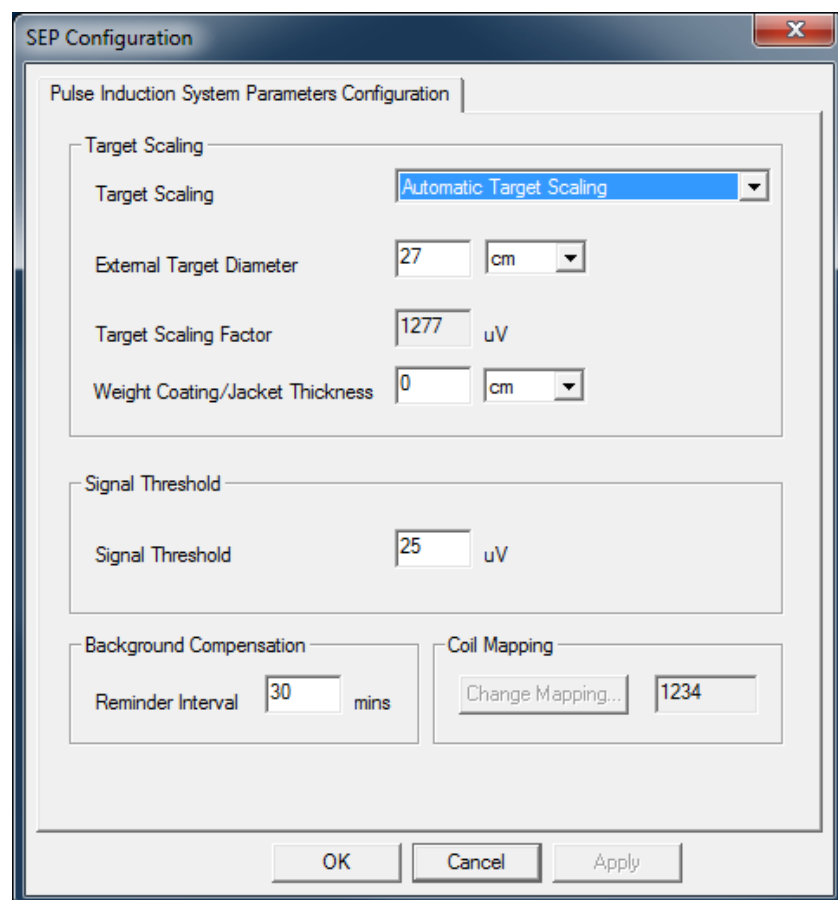 SEP Configuration
Pulse Induction System Parameters Configuration
Target Scaling
Target Scaling Automatic Target Scaling
External Target Diameter 27 cm
Target Scaling Factor 1277 uV
Weight Coating/Jacket Thickness 0 cm
Signal Threshold
Signal Threshold 25 uV
Background Compensation Coil Mapping
Reminder Interval 30 mins Change Mapping... 1234
OK Cancel Apply